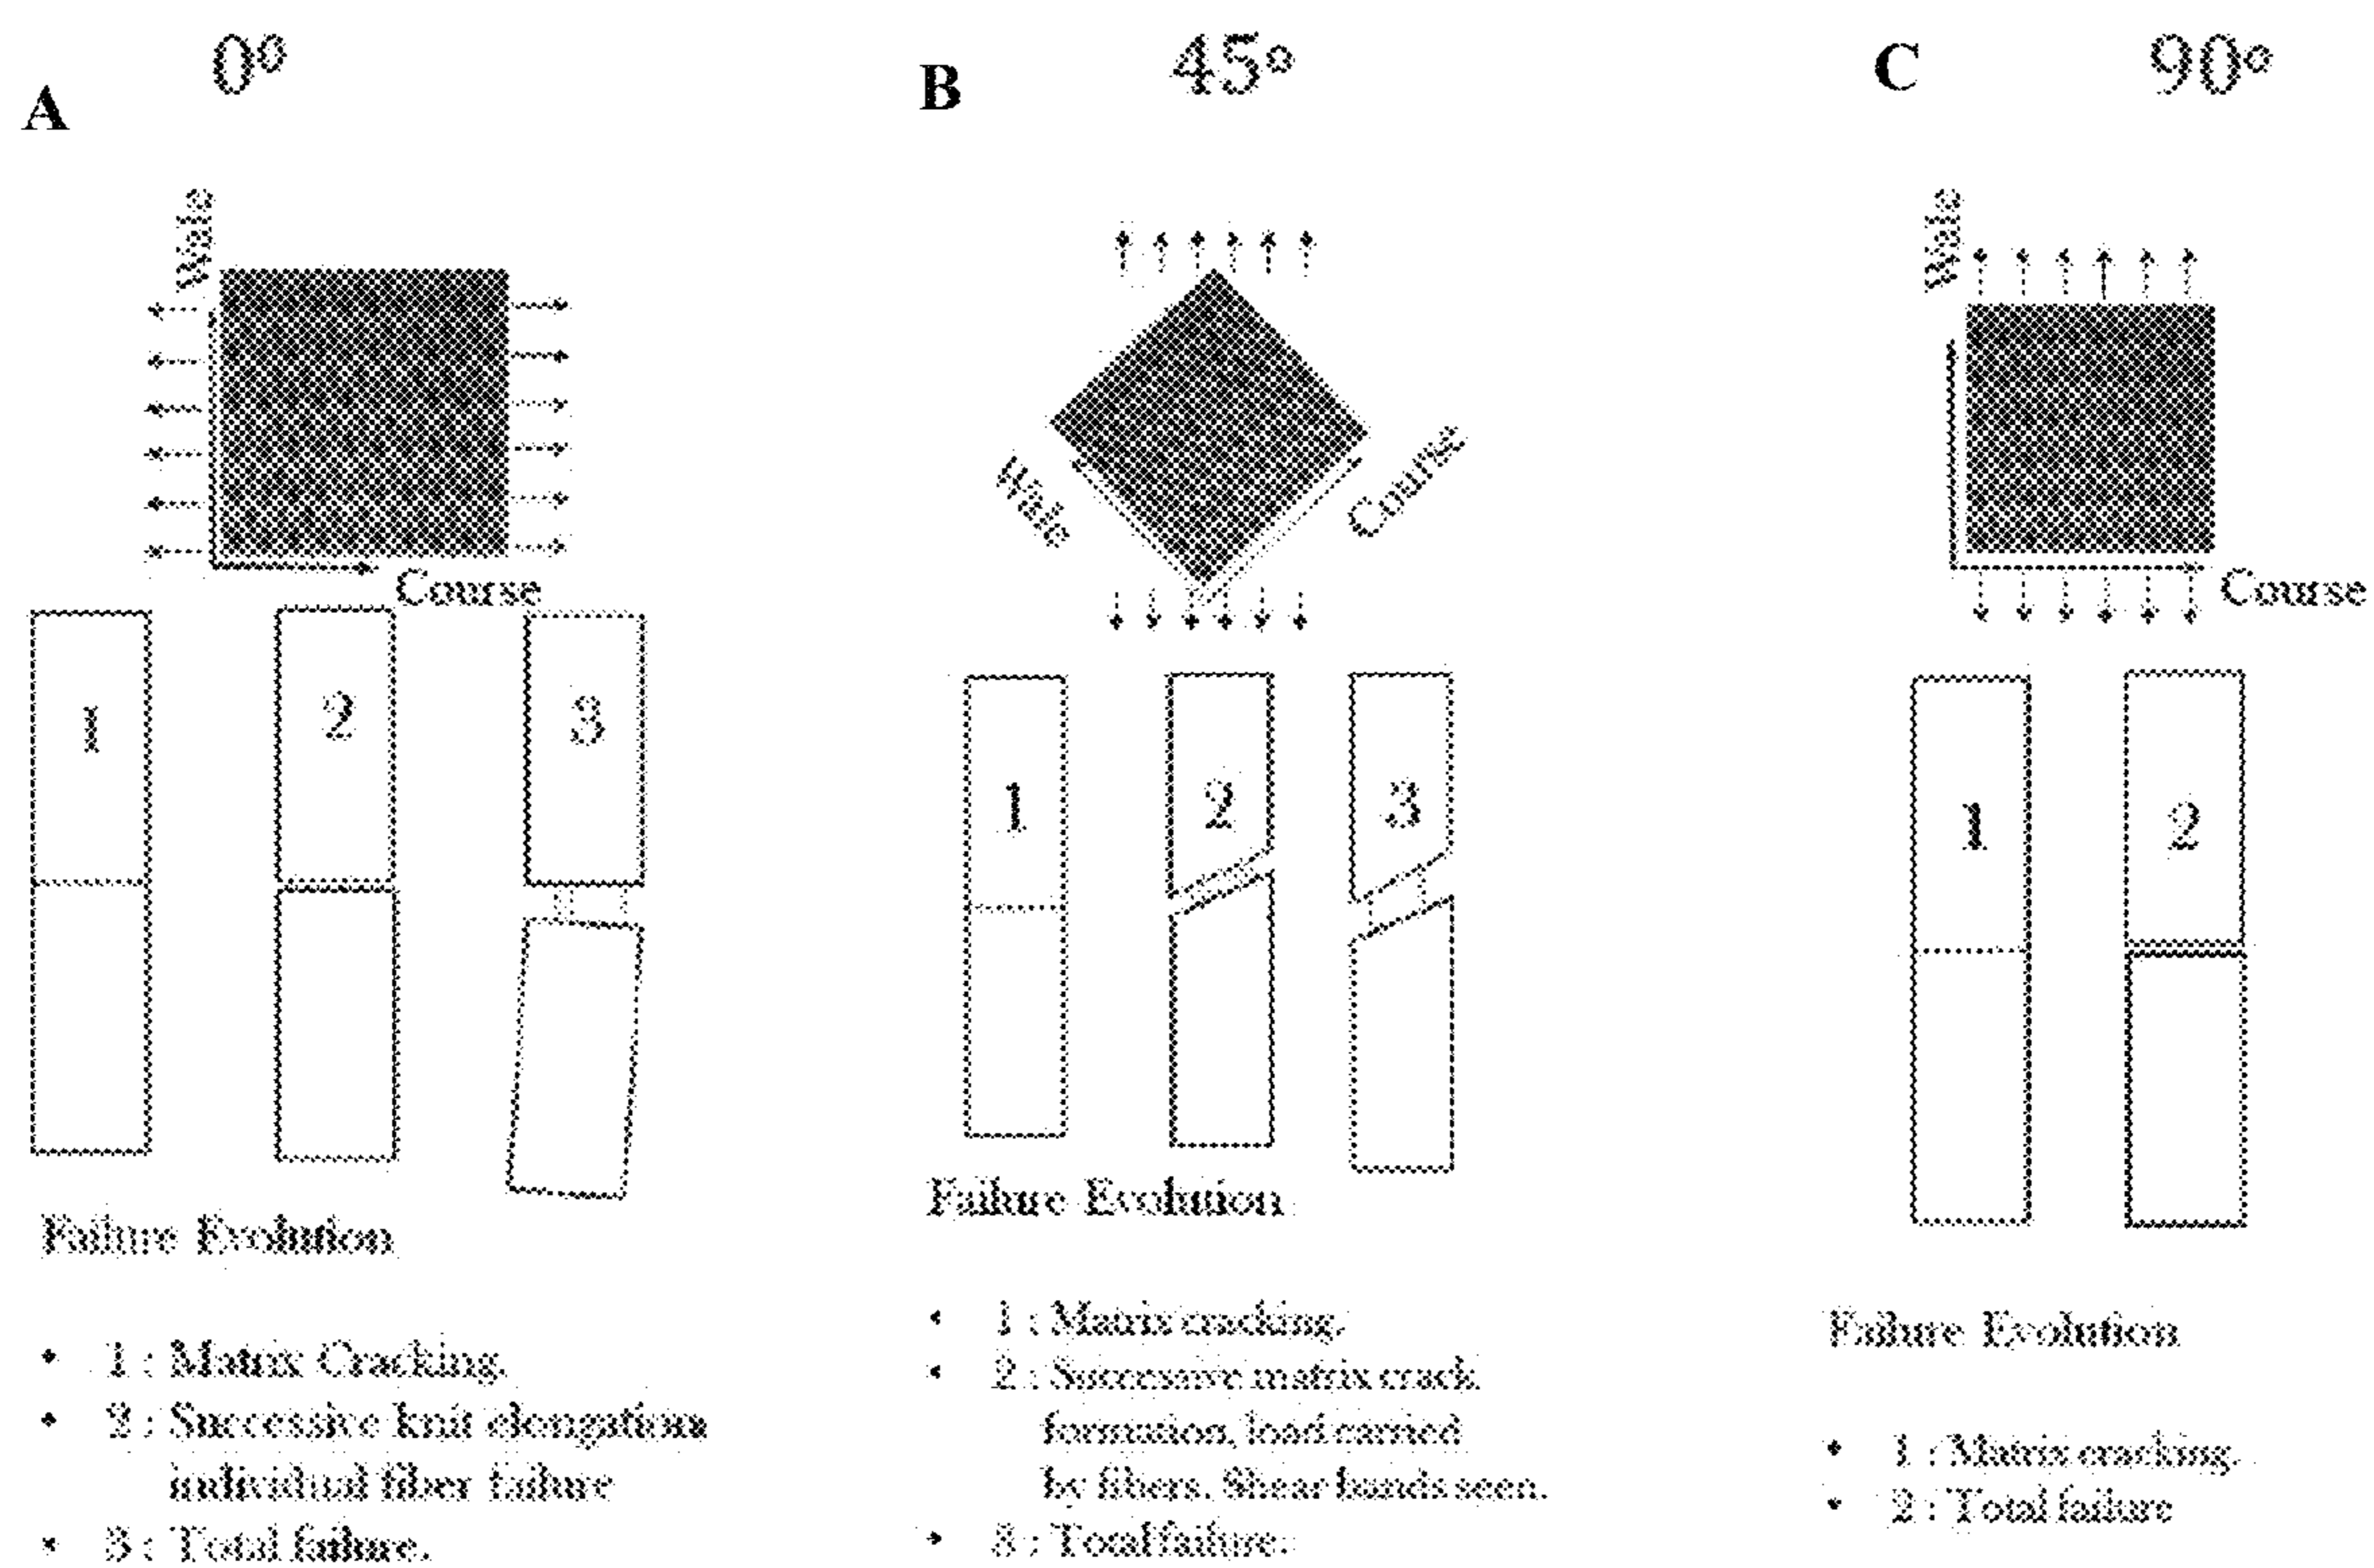 A
0º
Wale
Course
1
2
3
Failure Evolution
• 1 : Matrix Cracking.
• 2 : Successive knit elongation
individual fiber failure
• 3 : Total failure.
B
45º
Wale
Course
1
2
3
Failure Evolution
• 1 : Matrix cracking.
• 2 : Successive matrix crack
formation, load carried
by fibers. Shear bands seen.
• 3 : Total failure.
C
90º
Wale
Course
1
2
Failure Evolution
• 1 : Matrix cracking.
• 2 : Total failure